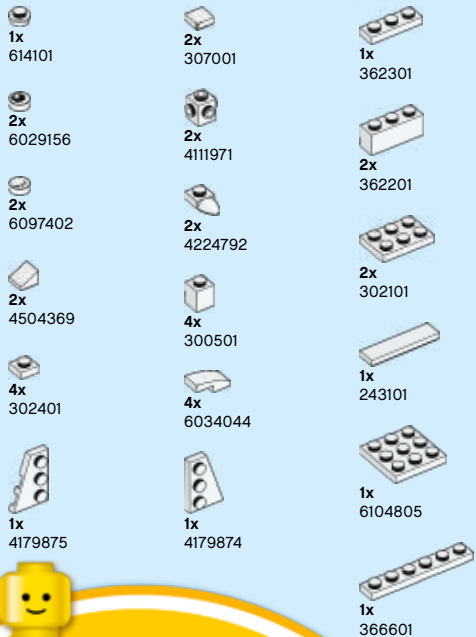 1x
614101
2x
6029156
2x
6097402
2x
4504369
4x
302401
1x
4179875
2x
307001
2x
4111971
2x
4224792
4x
300501
4x
6034044
1x
4179874
1x
362301
2x
362201
2x
302101
1x
243101
1x
6104805
1x
366601